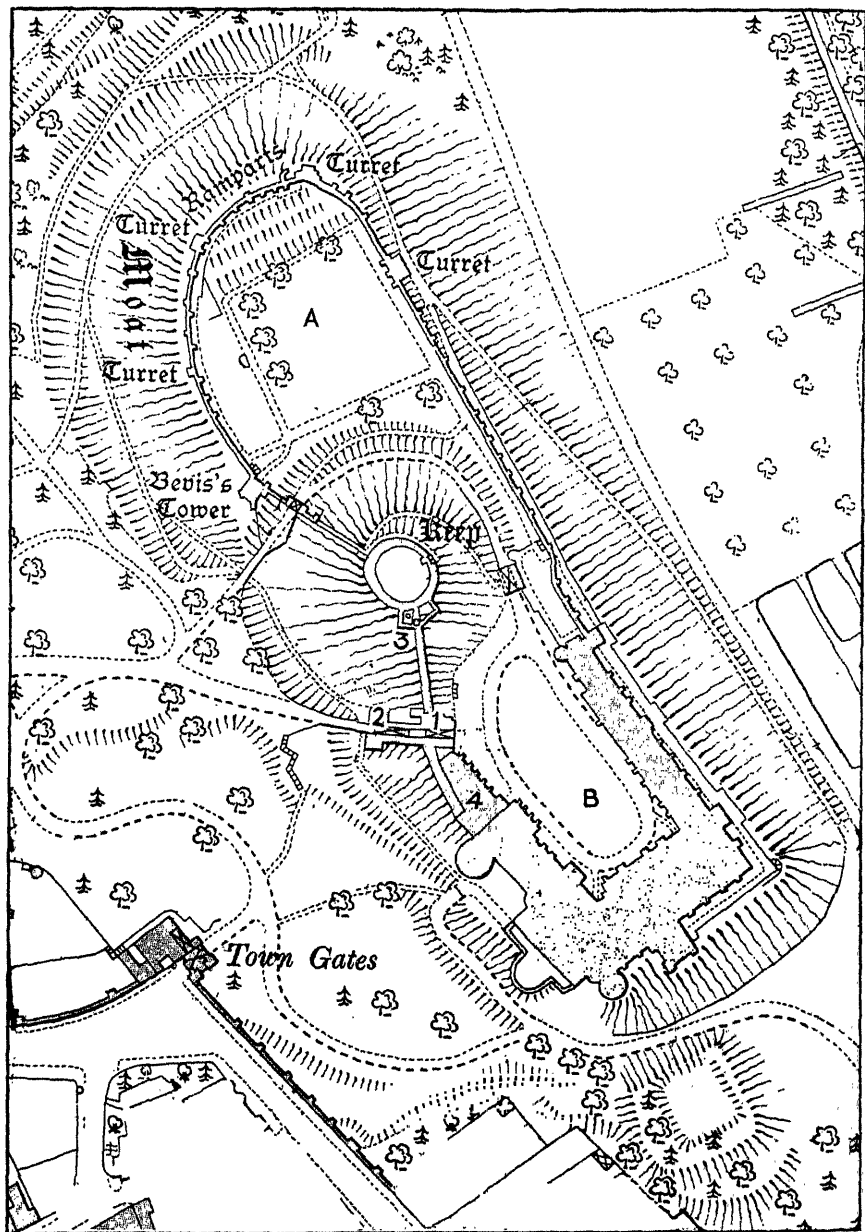 Ramparts
Turret
Turret
Moat
Turret
A
Turret
Bevis's
Tower
Keep
3
2
1
4
B
Town Gates